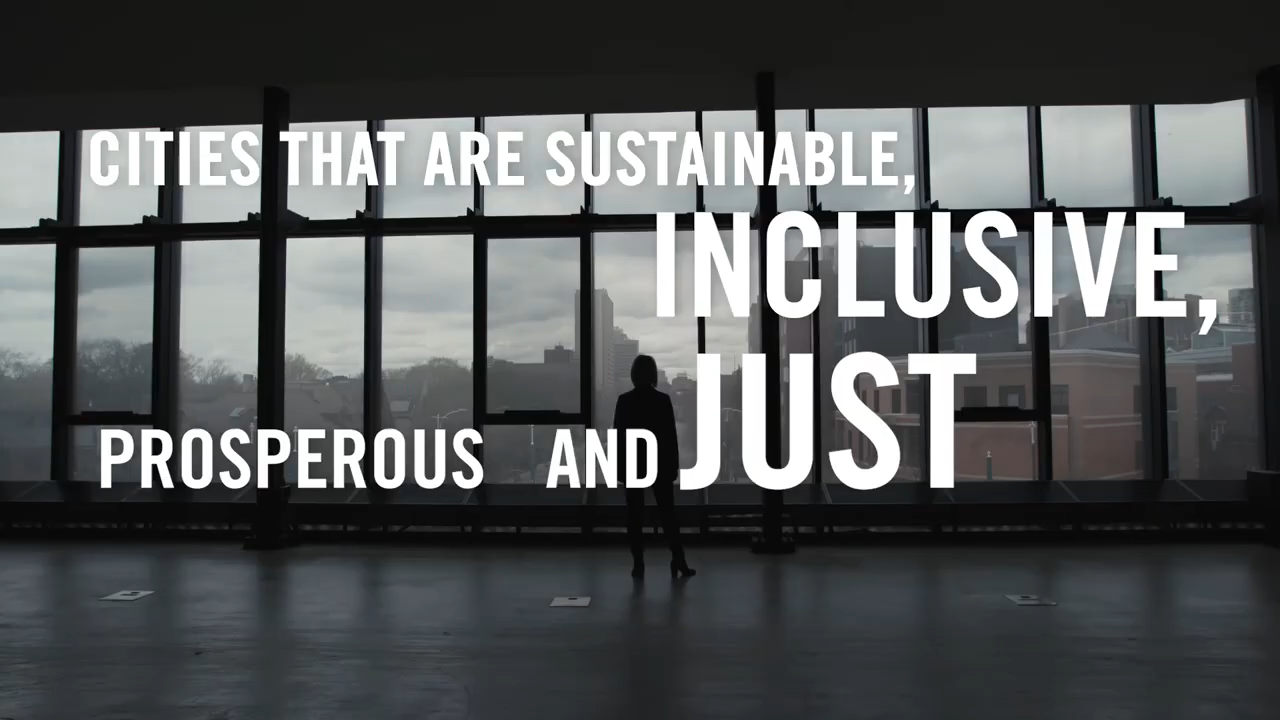 CITIES THAT ARE SUSTAINABLE,
INCLUSIVE,
PROSPEROUS AND JUST